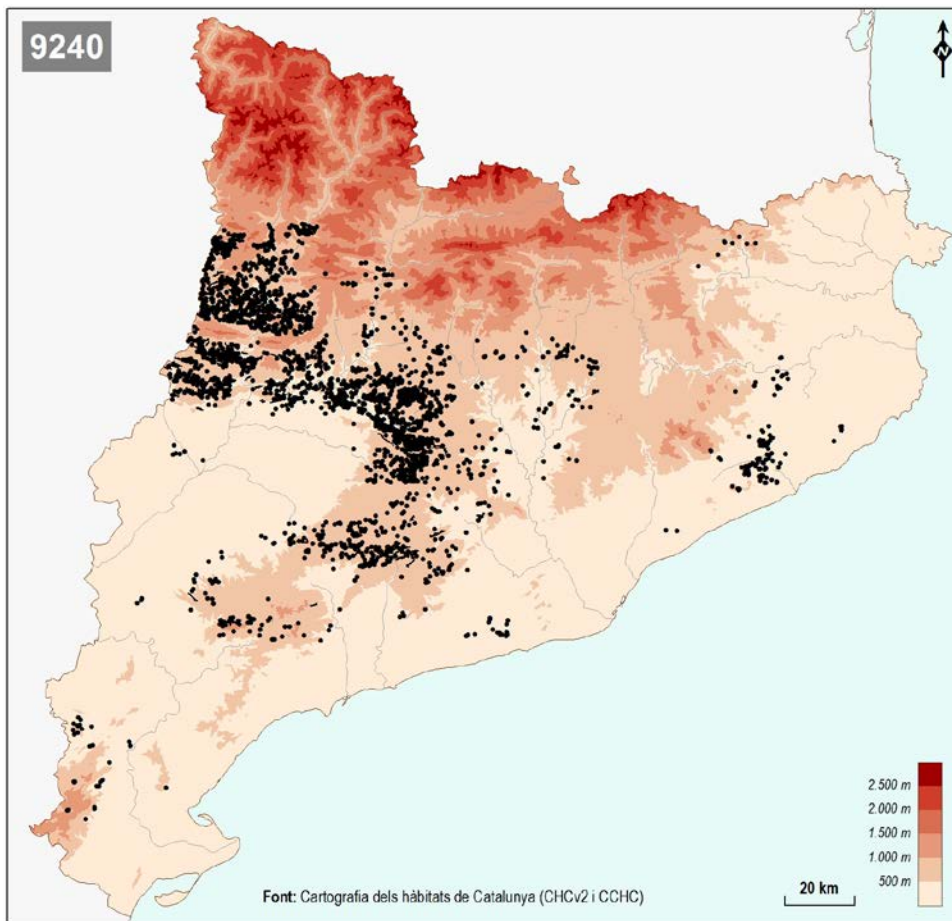 9240
N
2.500 m
2.000 m
1.500 m
1.000 m
500 m
20 km
Font: Cartografia dels hàbitats de Catalunya (CHCv2 i CCHC)